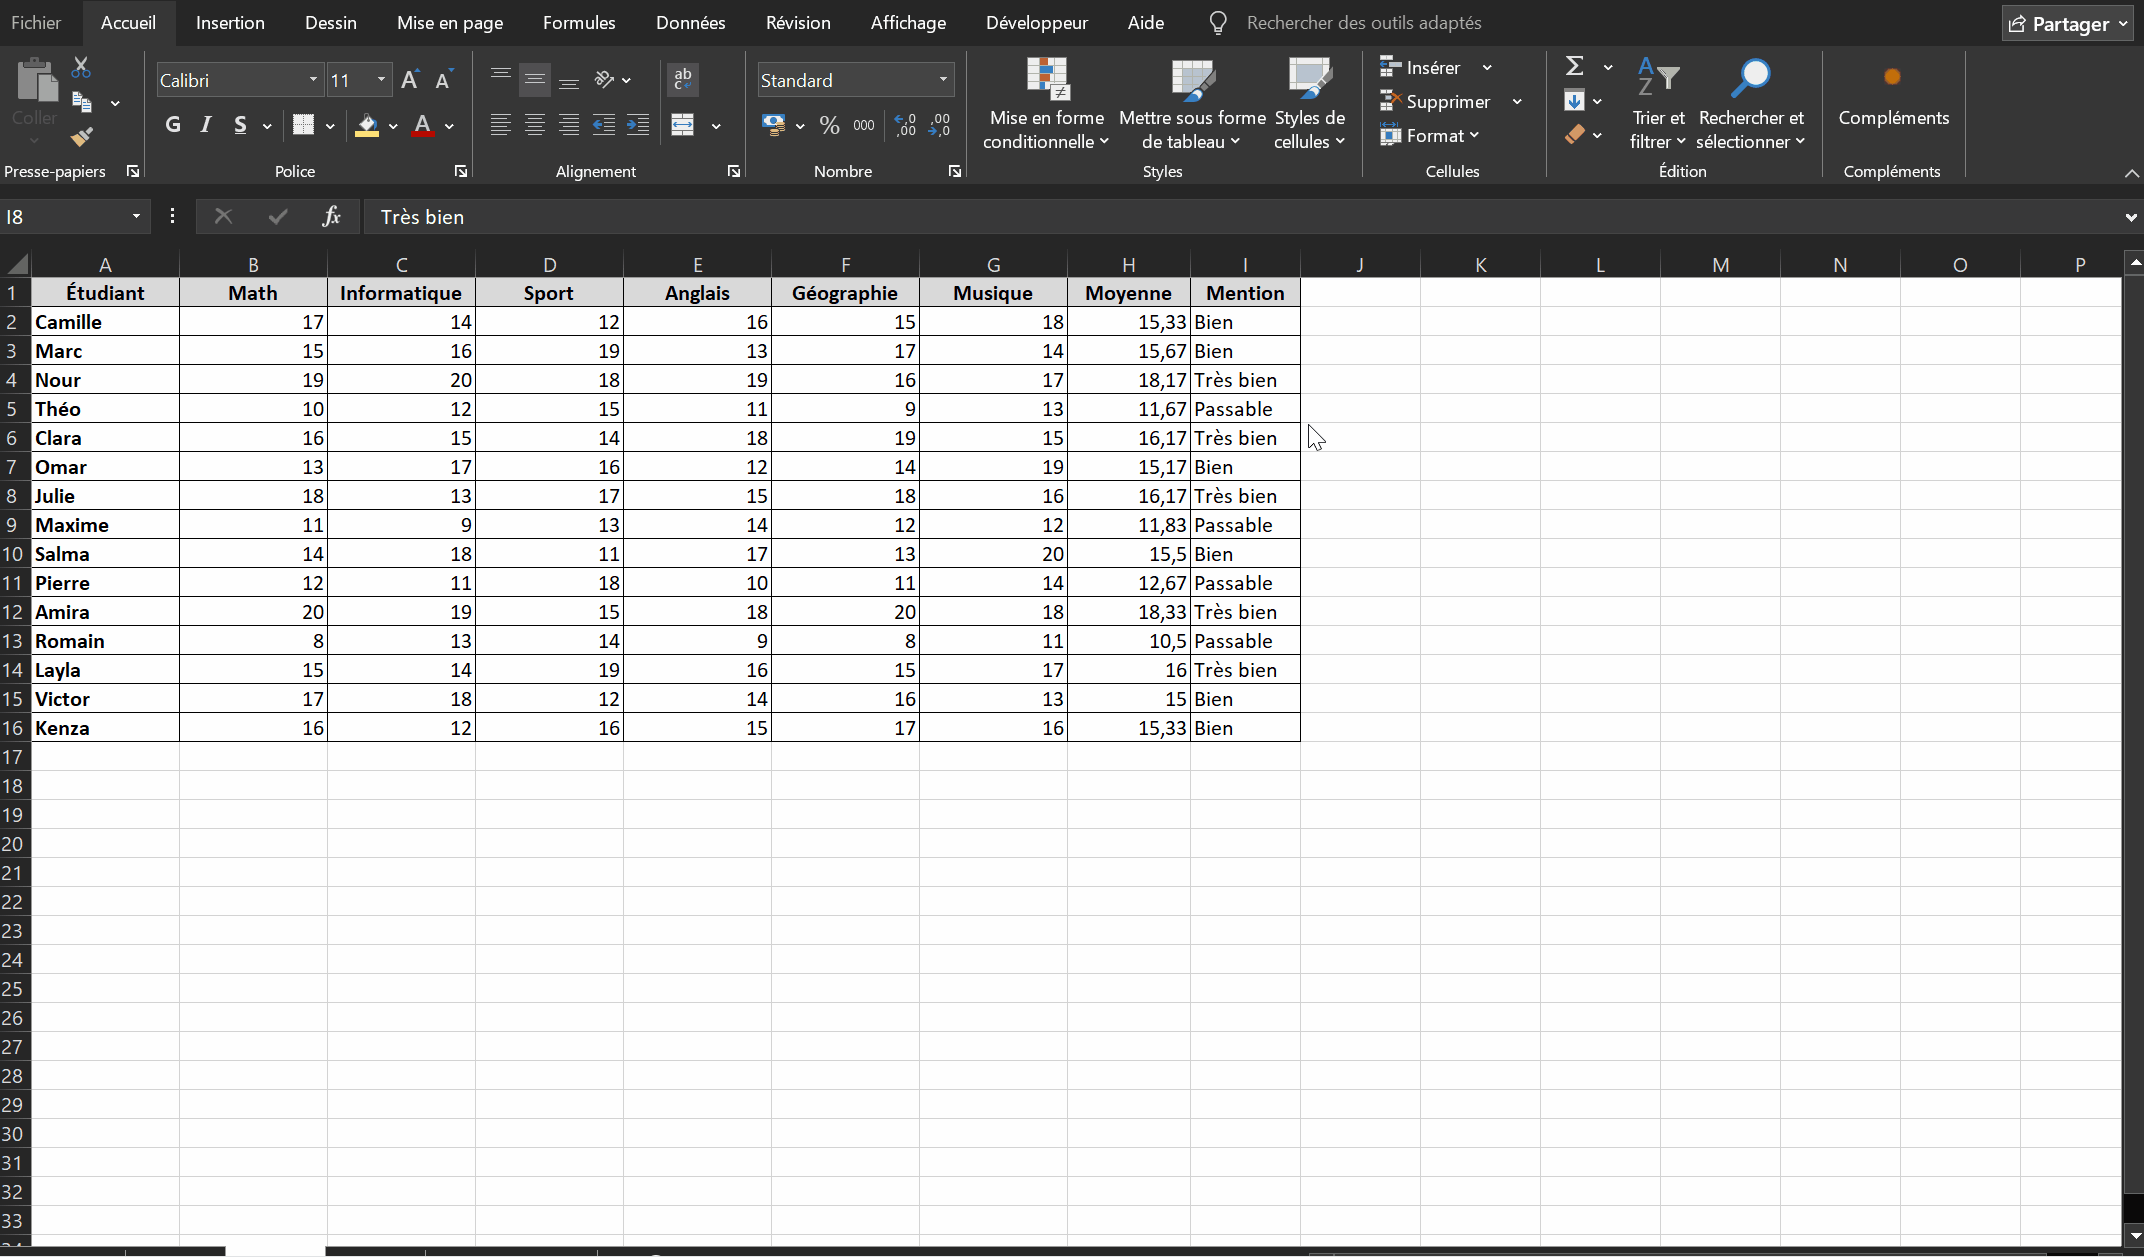 Fichier Accueil Insertion Dessin Mise en page Formules Données Révision Affichage Développeur Aide Rechercher des outils adaptés Partager
Coller
Presse-papiers
Calibri 11 A A
G I S A
Police
ab
c
Alignement
Standard
% 000 ,0 ,00 ,00 ,0
Nombre
Mise en forme conditionnelle
Mettre sous forme de tableau
Styles de cellules
Styles
Insérer
Supprimer
Format
Cellules
Σ
A
Z
Trier et filtrer
Rechercher et sélectionner
Édition
Compléments
Compléments
I8 fx Très bien
A B C D E F G H I J K L M N O P
1 Étudiant Math Informatique Sport Anglais Géographie Musique Moyenne Mention
2 Camille 17 14 12 16 15 18 15,33 Bien
3 Marc 15 16 19 13 17 14 15,67 Bien
4 Nour 19 20 18 19 16 17 18,17 Très bien
5 Théo 10 12 15 11 9 13 11,67 Passable
6 Clara 16 15 14 18 19 15 16,17 Très bien
7 Omar 13 17 16 12 14 19 15,17 Bien
8 Julie 18 13 17 15 18 16 16,17 Très bien
9 Maxime 11 9 13 14 12 12 11,83 Passable
10 Salma 14 18 11 17 13 20 15,5 Bien
11 Pierre 12 11 18 10 11 14 12,67 Passable
12 Amira 20 19 15 18 20 18 18,33 Très bien
13 Romain 8 13 14 9 8 11 10,5 Passable
14 Layla 15 14 19 16 15 17 16 Très bien
15 Victor 17 18 12 14 16 13 15 Bien
16 Kenza 16 12 16 15 17 16 15,33 Bien
17
18
19
20
21
22
23
24
25
26
27
28
29
30
31
32
33